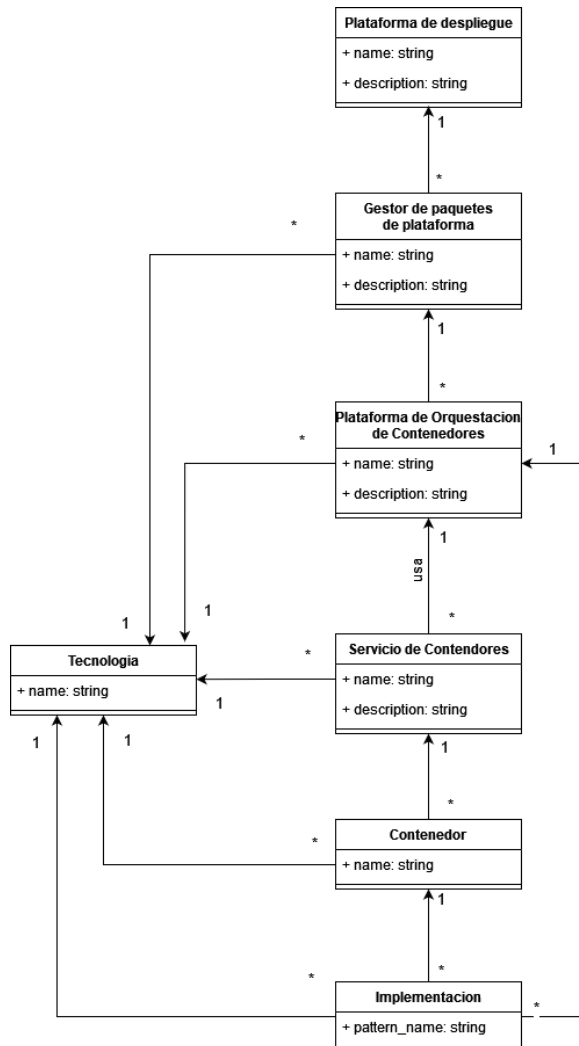 Plataforma de despliegue
+ name: string
+ description: string
1
*
Gestor de paquetes
de plataforma
*
+ name: string
+ description: string
1
*
Plataforma de Orquestacion
de Contenedores
*
1
+ name: string
+ description: string
1
usa
1
1
*
Servicio de Contendores
Tecnologia
*
+ name: string
+ name: string
1
+ description: string
1
1
1
*
Contenedor
*
+ name: string
1
*
*
Implementacion
*
+ pattern_name: string